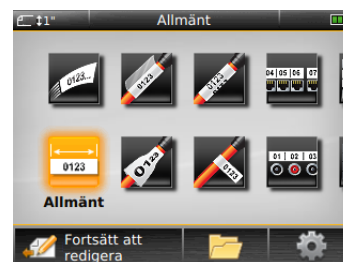 1" Allmänt
0123...
0123
0123
04 05 06 07
0123
0123
0123
01 02 03
Allmänt
Fortsätt att
redigera